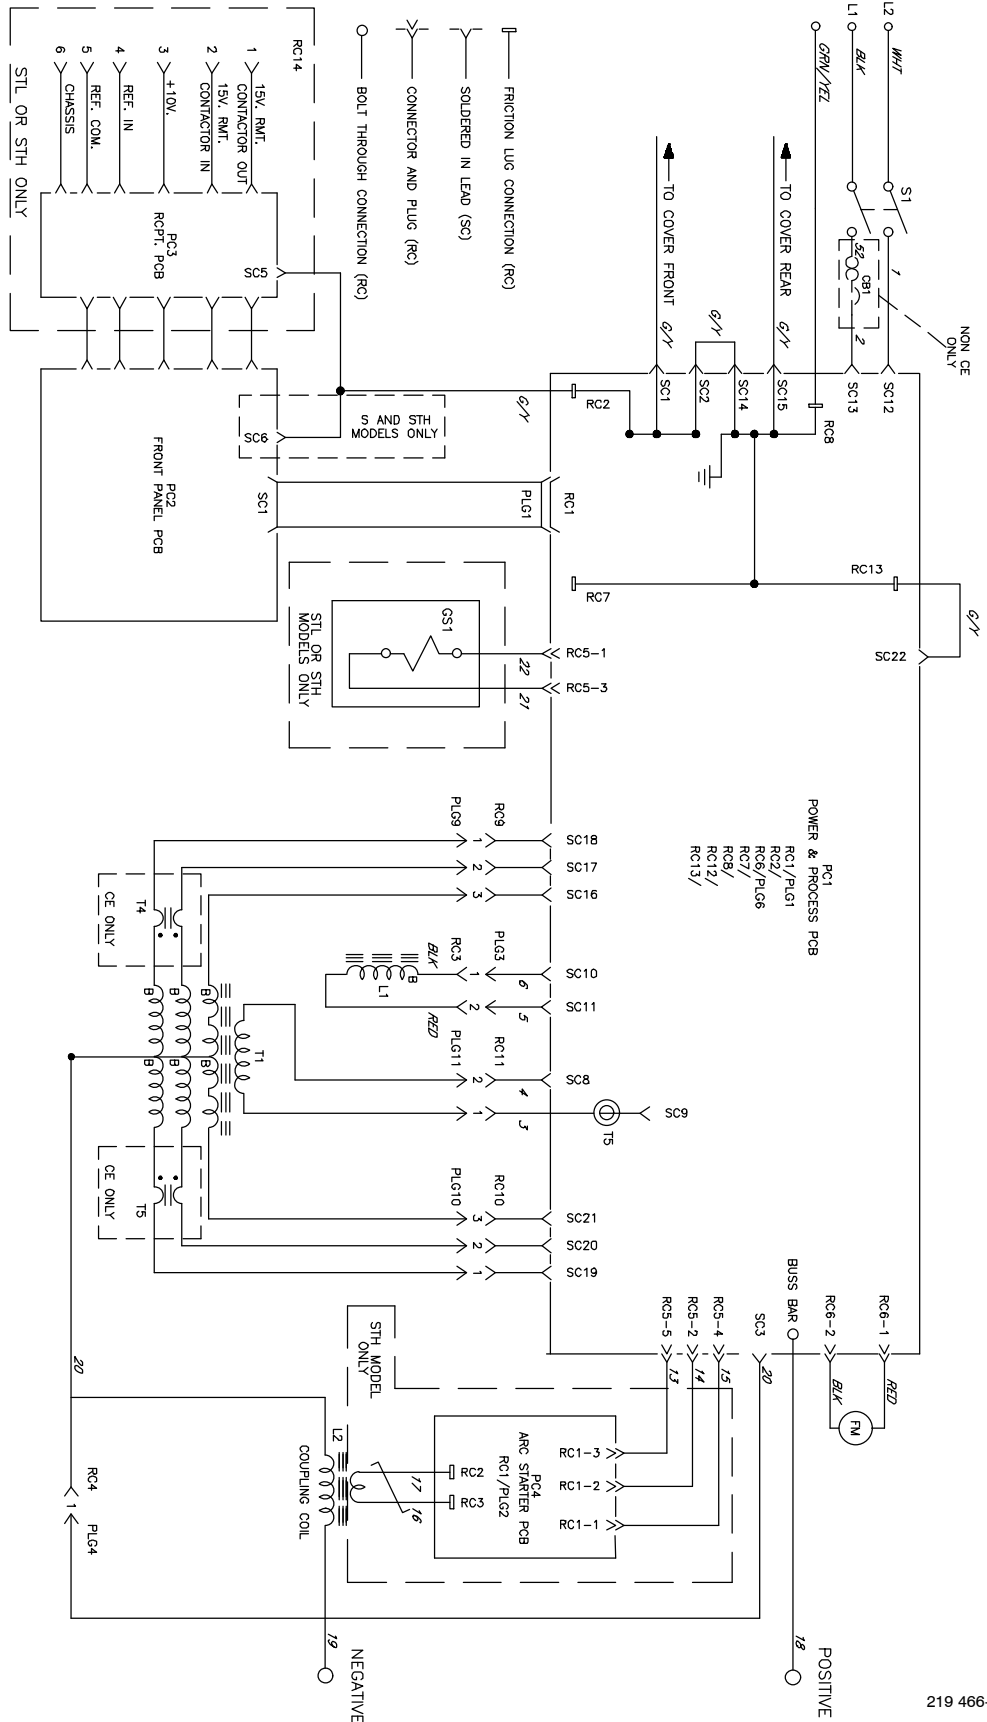 L2
L1
WHT
BLK
GRN/YEL
S1
52
CB1
1
2
NON CE
ONLY
FRICTION LUG CONNECTION (RC)
SOLDERED IN LEAD (SC)
CONNECTOR AND PLUG (RC)
BOLT THROUGH CONNECTION (RC)
TO COVER REAR
TO COVER FRONT
G/Y
G/Y
G/Y
SC12
SC13
RC8
SC15
SC14
SC2
SC1
RC2
G/Y
RC14
1
2
3
4
5
6
15V. RMT.
CONTACTOR OUT
15V. RMT.
CONTACTOR IN
+10V.
REF. IN
REF. COM.
CHASSIS
STL OR STH ONLY
PC3
RCPT. PCB
SC5
SC6
S AND STH
MODELS ONLY
PC2
FRONT PANEL PCB
SC1
PLG1
RC1
RC7
RC13
G/Y
SC22
GS1
STL OR STH
MODELS ONLY
22
21
RC5-1
RC5-3
PC1
POWER & PROCESS PCB
RC1/PLG1
RC2/
RC6/PLG6
RC7/
RC8/
RC12/
RC13/
PLG9
RC9
1
2
3
SC18
SC17
SC16
T4
CE ONLY
BLK
RC3
PLG3
1
2
6
5
SC10
SC11
L1
B
RED
B
B
B
B
B
B
T1
PLG11
RC11
2
1
4
3
SC8
SC9
T5
PLG10
RC10
3
2
1
SC21
SC20
SC19
T5
CE ONLY
BUSS BAR
RC6-1
RC6-2
RED
BLK
FM
SC3
20
RC5-4
RC5-2
RC5-5
15
14
13
STH MODEL
ONLY
PC4
ARC STARTER PCB
RC1/PLG2
RC1-3
RC1-2
RC1-1
RC2
RC3
17
16
L2
COUPLING COIL
20
RC4
1
PLG4
19
NEGATIVE
18
POSITIVE
219 466-